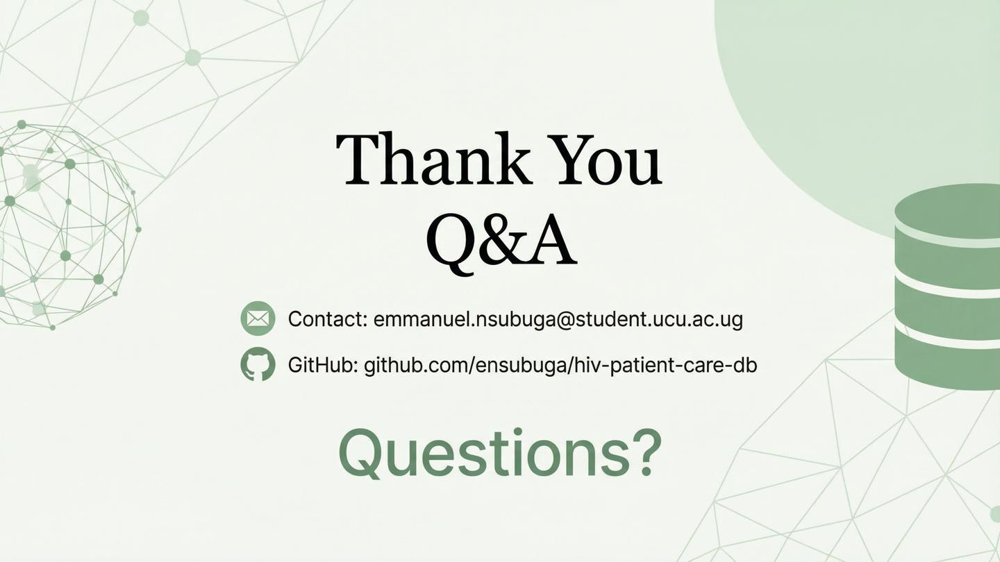 Thank You
Q&A
Contact: emmanuel.nsubuga@student.ucu.ac.ug
GitHub: github.com/ensubuga/hiv-patient-care-db
Questions?